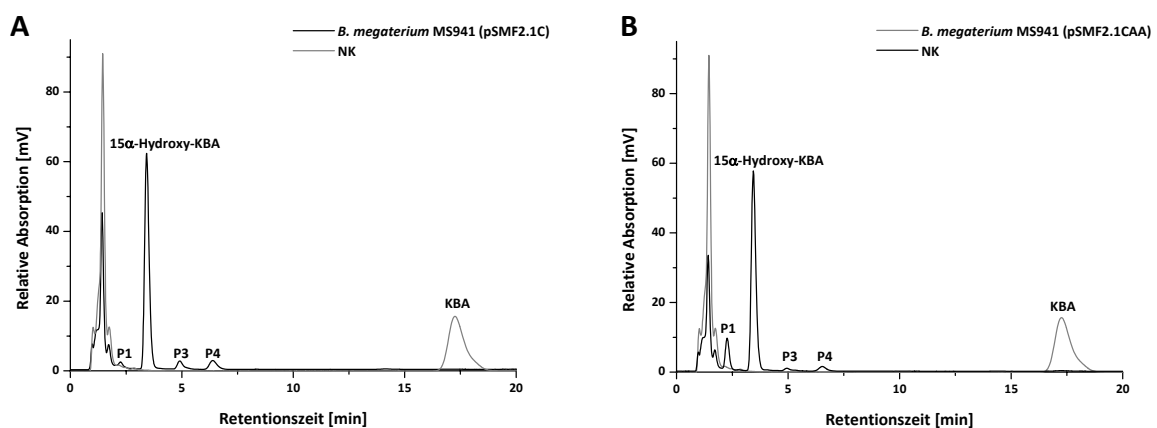 A
B. megaterium MS941 (pSMF2.1C)
NK
80
60
40
20
0
15α-Hydroxy-KBA
P1
P3
P4
KBA
0 5 10 15 20
Relative Absorption [mV]
Retentionszeit [min]
B
B. megaterium MS941 (pSMF2.1CAA)
NK
80
60
40
20
0
15α-Hydroxy-KBA
P1
P3
P4
KBA
0 5 10 15 20
Relative Absorption [mV]
Retentionszeit [min]